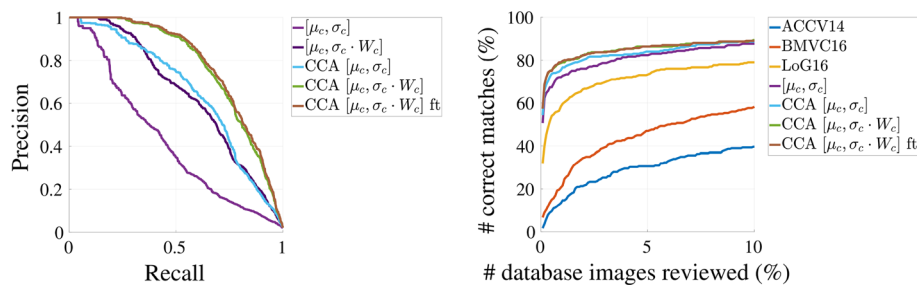 Precision
1
0.8
0.6
0.4
0.2
0
0
0.5
1
Recall
[μc, σc]
[μc, σc · Wc]
CCA [μc, σc]
CCA [μc, σc · Wc]
CCA [μc, σc · Wc] ft
# correct matches (%)
100
80
60
40
20
0
0
5
10
# database images reviewed (%)
ACCV14
BMVC16
LoG16
[μc, σc]
CCA [μc, σc]
CCA [μc, σc · Wc]
CCA [μc, σc · Wc] ft